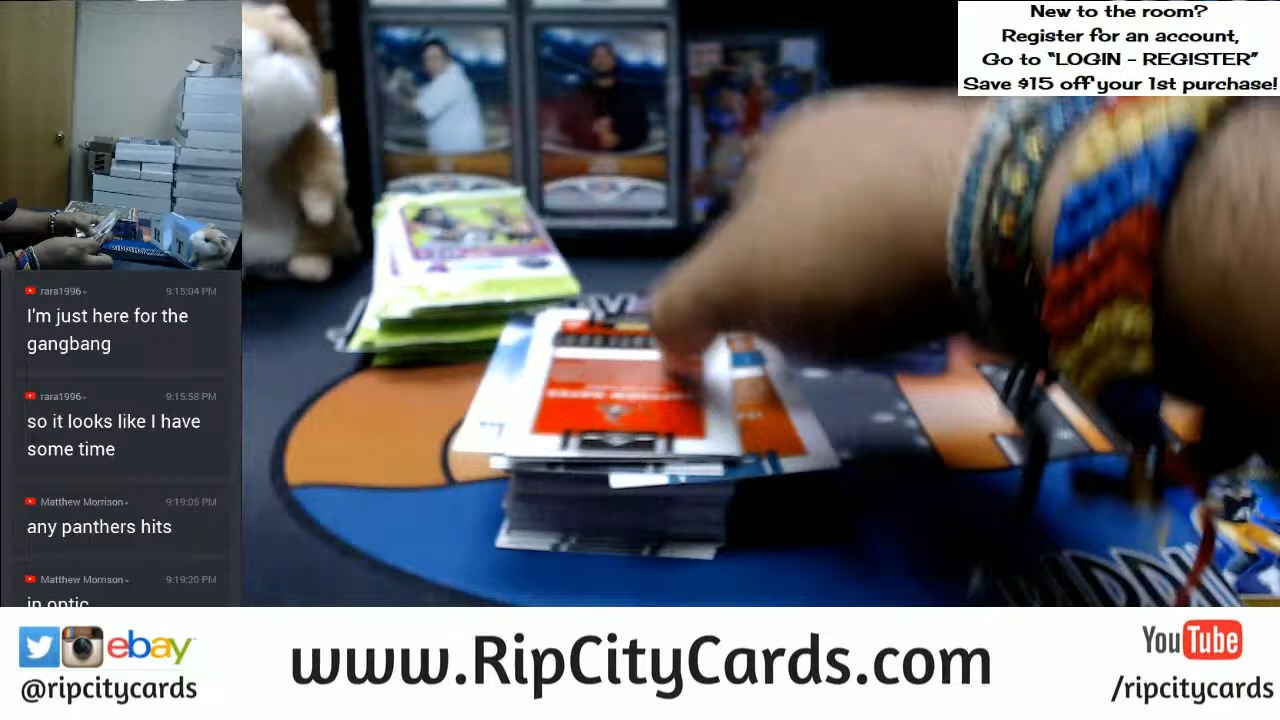 New to the room?
Register for an account,
Go to "LOGIN - REGISTER"
Save $15 off your 1st purchase!
rara1996
9:15:04 PM
I'm just here for the
gangbang
rara1996
9:15:58 PM
so it looks like I have
some time
Matthew Morrison
9:19:05 PM
any panthers hits
Matthew Morrison
9:19:20 PM
in optic
ebay
@ripcitycards
www.RipCityCards.com
YouTube
/ripcitycards